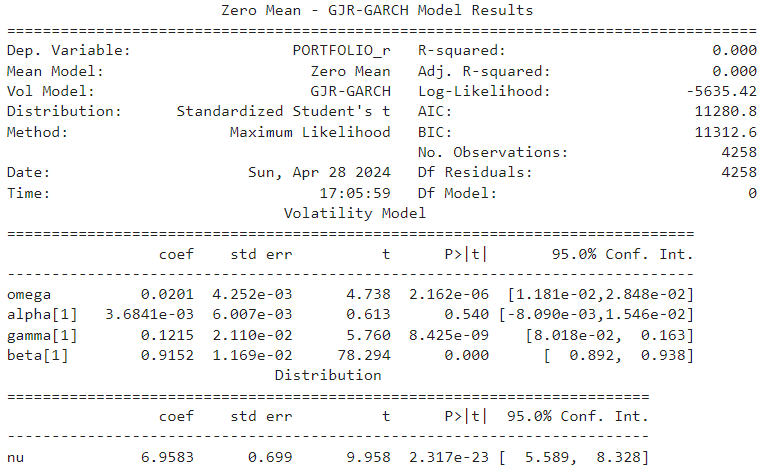 Zero Mean - GJR-GARCH Model Results
==============================================================================
Dep. Variable:            PORTFOLIO_r   R-squared:                       0.000
Mean Model:                 Zero Mean   Adj. R-squared:                  0.000
Vol Model:                  GJR-GARCH   Log-Likelihood:               -5635.42
Distribution:  Standardized Student's t   AIC:                         11280.8
Method:            Maximum Likelihood   BIC:                           11312.6
No. Observations:                 4258
Date:                Sun, Apr 28 2024   Df Residuals:                     4258
Time:                        17:05:59   Df Model:                            0
Volatility Model
==============================================================================
coef    std err          t      P>|t|       95.0% Conf. Int.
------------------------------------------------------------------------------
omega          0.0201  4.252e-03      4.738  2.162e-06  [1.181e-02,2.848e-02]
alpha[1]   3.6841e-03  6.007e-03      0.613      0.540 [-8.090e-03,1.546e-02]
gamma[1]       0.1215  2.110e-02      5.760  8.425e-09    [8.018e-02,  0.163]
beta[1]        0.9152  1.169e-02     78.294      0.000      [  0.892,  0.938]
Distribution
========================================================================
coef    std err          t      P>|t|  95.0% Conf. Int.
------------------------------------------------------------------------
nu             6.9583      0.699      9.958  2.317e-23 [  5.589,  8.328]